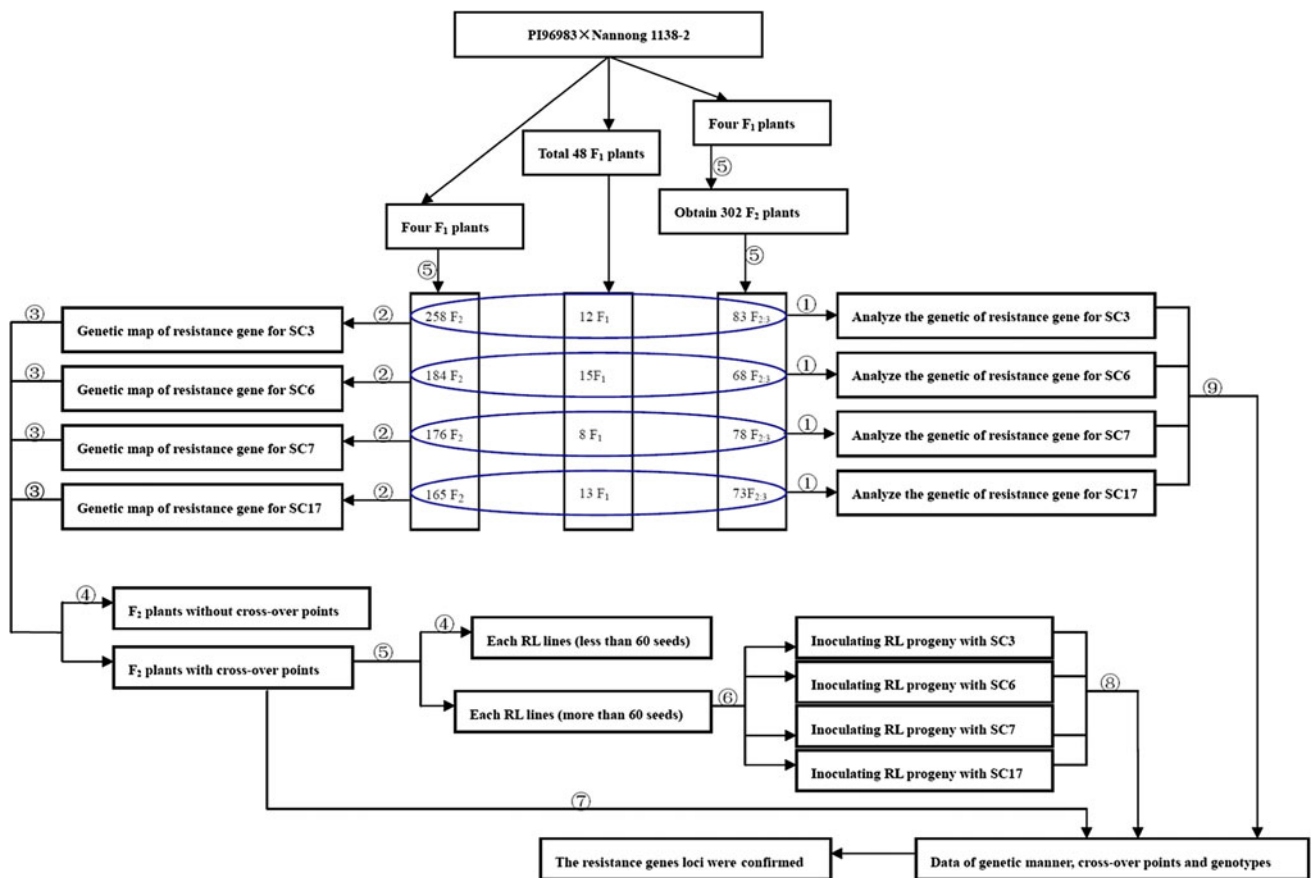 PI96983×Nannong 1138-2
Four F₁ plants
Total 48 F₁ plants
⑤
Obtain 302 F₂ plants
Four F₁ plants
⑤
⑤
③
Genetic map of resistance gene for SC3
②
258 F₂
12 F₁
83 F₂:₃
①
Analyze the genetic of resistance gene for SC3
③
Genetic map of resistance gene for SC6
②
184 F₂
15F₁
68 F₂:₃
①
Analyze the genetic of resistance gene for SC6
⑨
③
Genetic map of resistance gene for SC7
②
176 F₂
8 F₁
78 F₂:₃
①
Analyze the genetic of resistance gene for SC7
③
Genetic map of resistance gene for SC17
②
165 F₂
13 F₁
73F₂:₃
①
Analyze the genetic of resistance gene for SC17
④
F₂ plants without cross-over points
F₂ plants with cross-over points
⑤
④
Each RL lines (less than 60 seeds)
Each RL lines (more than 60 seeds)
⑥
Inoculating RL progeny with SC3
Inoculating RL progeny with SC6
Inoculating RL progeny with SC7
Inoculating RL progeny with SC17
⑧
⑦
The resistance genes loci were confirmed
Data of genetic manner, cross-over points and genotypes